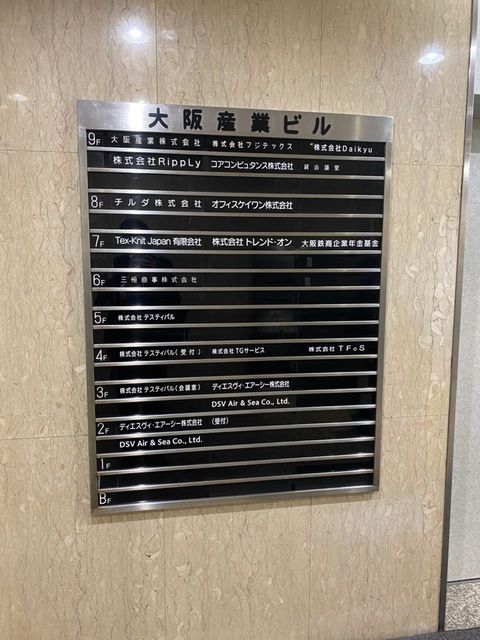 大阪産業ビル
9F 大阪産業株式会社 株式会社フジテックス 株式会社Daikyu
株式会社RippLy コアコンピタンス株式会社 貸会議室
8F チルダ株式会社 オフィスケイワン株式会社
7F Tex-Knit Japan有限会社 株式会社トレンド・オン 大阪鉄商企業年金基金
6F 三恒商事株式会社
5F 株式会社テスティパル
4F 株式会社テスティパル(受付) 株式会社TGサービス 株式会社TFoS
3F 株式会社テスティパル(会議室) ディエスヴィ・エアーシー株式会社
DSV Air & Sea Co., Ltd.
2F ディエスヴィ・エアーシー株式会社 (受付)
DSV Air & Sea Co., Ltd.
1F
BF